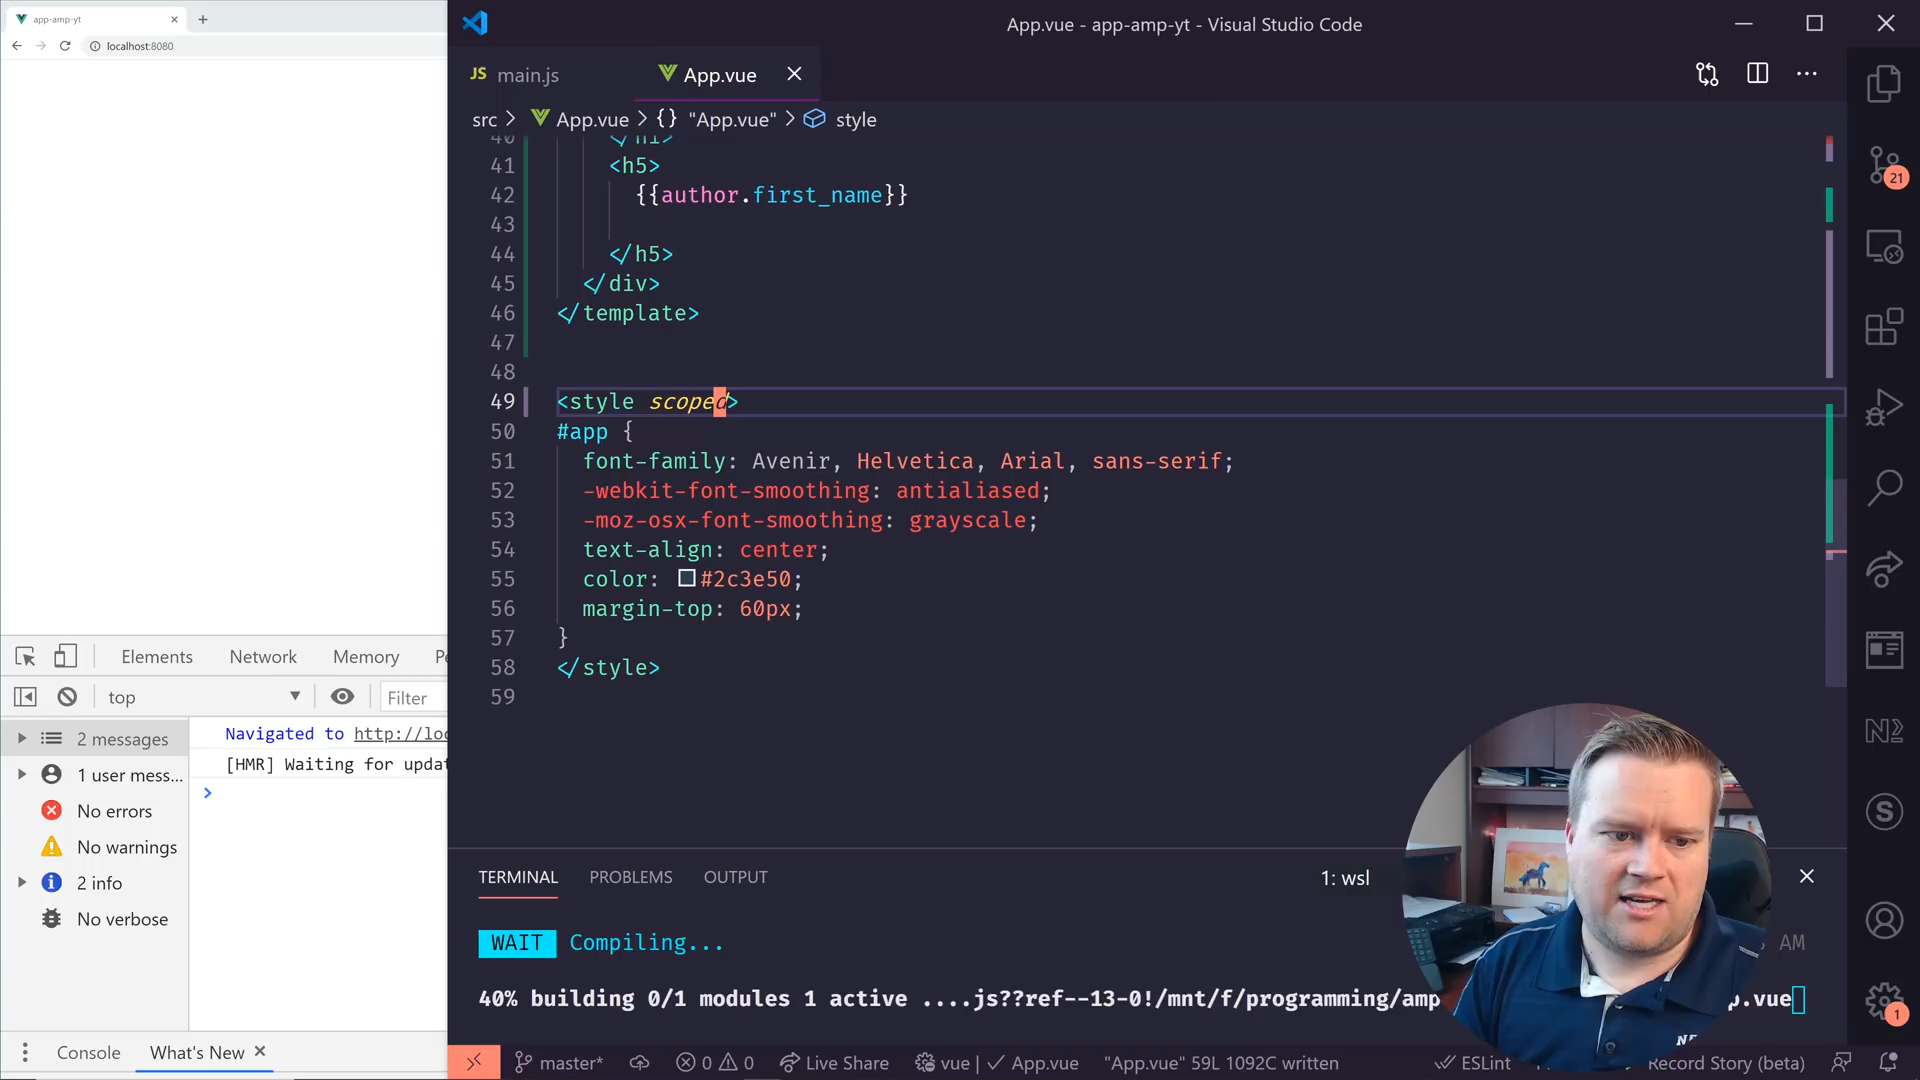 app-amp-yt
localhost:8080
App.vue - app-amp-yt - Visual Studio Code
JS main.js
App.vue
src > App.vue > {} "App.vue" > style
40 </h1>
41 <h5>
42 {{author.first_name}}
43
44 </h5>
45 </div>
46 </template>
47
48
49 <style scoped>
50 #app {
51 font-family: Avenir, Helvetica, Arial, sans-serif;
52 -webkit-font-smoothing: antialiased;
53 -moz-osx-font-smoothing: grayscale;
54 text-align: center;
55 color: #2c3e50;
56 margin-top: 60px;
57 }
58 </style>
59
21
Elements Network Memory
top Filter
2 messages
1 user mess...
No errors
No warnings
2 info
No verbose
Navigated to http://loc
[HMR] Waiting for updat
>
Console What's New
TERMINAL PROBLEMS OUTPUT 1: wsl
WAIT Compiling... AM
40% building 0/1 modules 1 active ....js??ref--13-0!/mnt/f/programming/amp p.vue
1
master* 0 0 Live Share vue | App.vue "App.vue" 59L 1092C written ESLint Record Story (beta)